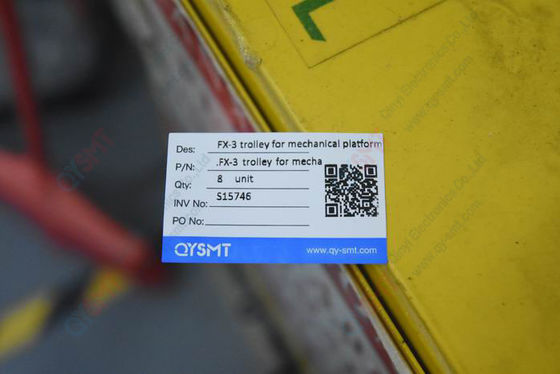 Des: FX-3 trolley for mechanical platform
P/N: .FX-3 trolley for mecha
Qty: 8 unit
INV No: S15746
PO No:
QYSMT www.qy-smt.com